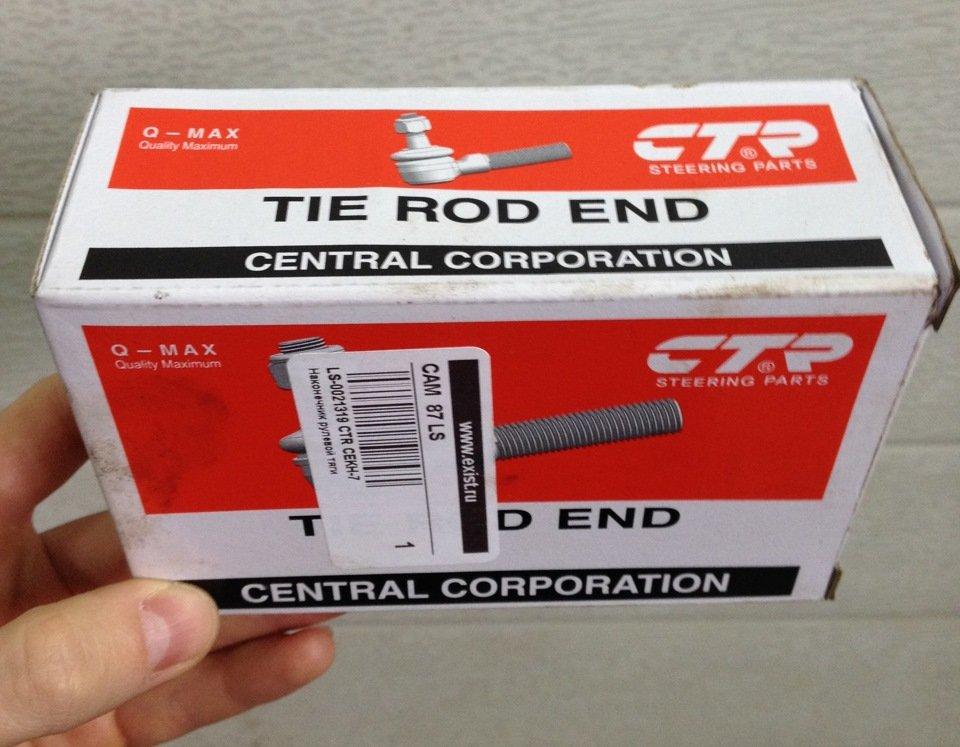 Q – MAX
Quality Maximum
CTR®
STEERING PARTS
TIE ROD END
CENTRAL CORPORATION
Q – MAX
Quality Maximum
CTR®
STEERING PARTS
www.exist.ru
CAM 87 LS
LS-0021319 CTR CEKH-7
Наконечник рулевой тяги
1
T D END
CENTRAL CORPORATION